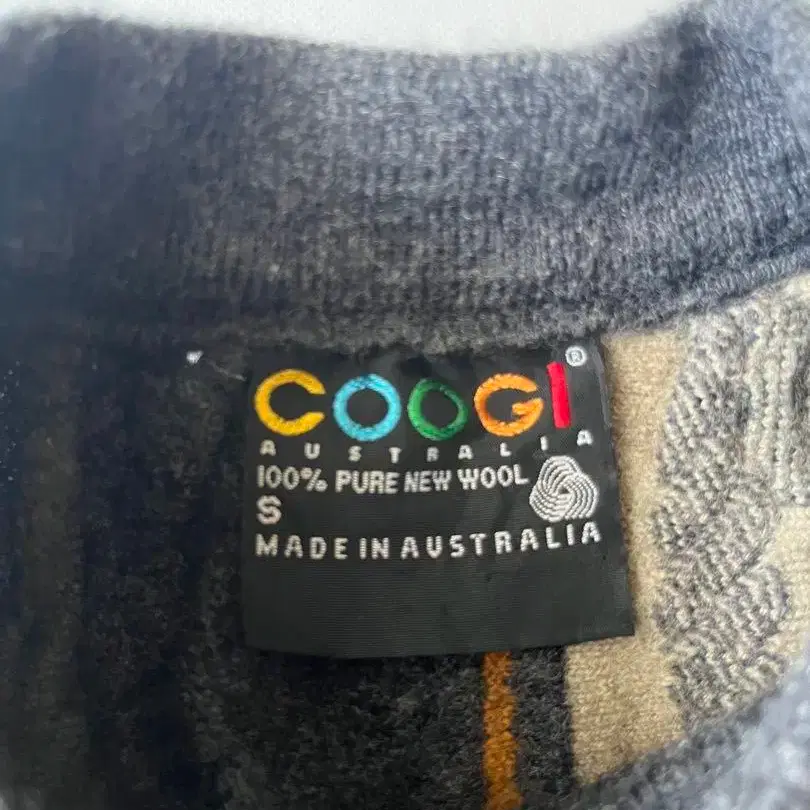 COOGI®
AUSTRALIA
100% PURE NEW WOOL
S
MADE IN AUSTRALIA